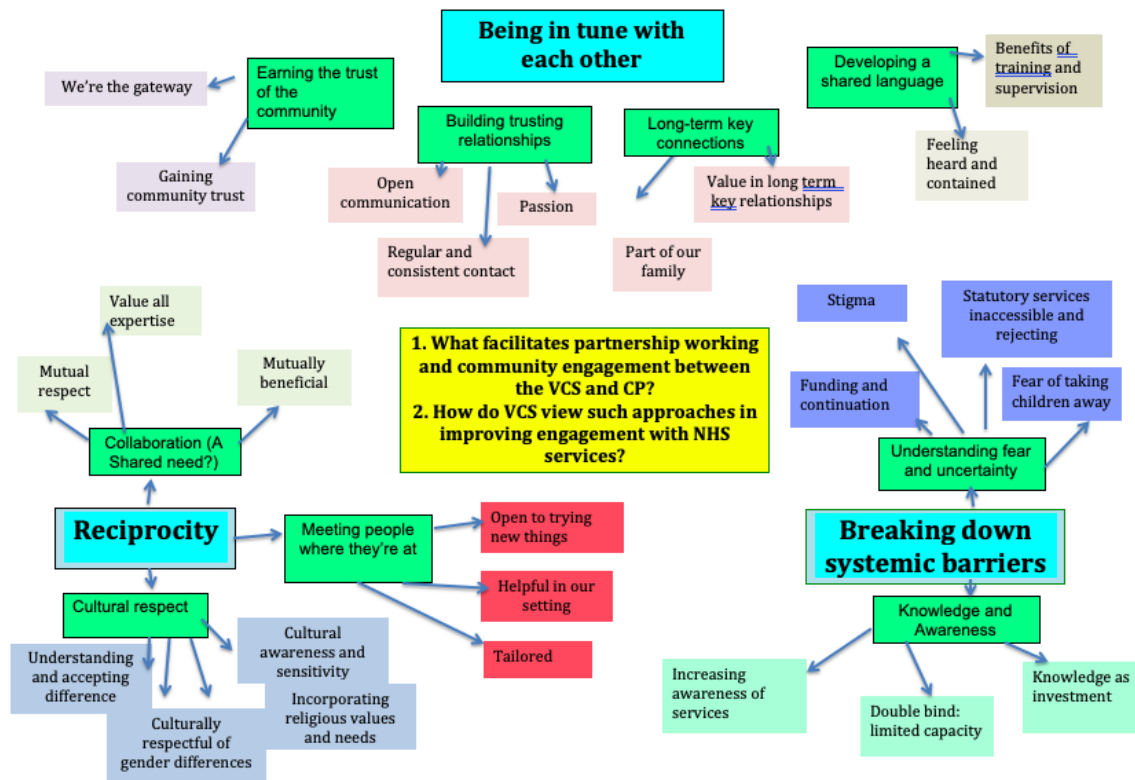 Being in tune with
each other
Earning the trust
of the
community
We're the gateway
Gaining
community trust
Building trusting
relationships
Open
communication
Passion
Regular and
consistent contact
Long-term key
connections
Value in long term
key relationships
Part of our
family
Developing a
shared language
Benefits of
training and
supervision
Feeling
heard and
contained
1. What facilitates partnership working
and community engagement between
the VCS and CP?
2. How do VCS view such approaches in
improving engagement with NHS
services?
Value all
expertise
Mutual
respect
Mutually
beneficial
Collaboration (A
Shared need?)
Reciprocity
Meeting people
where they're at
Open to trying
new things
Helpful in our
setting
Tailored
Cultural respect
Understanding
and accepting
difference
Cultural
awareness and
sensitivity
Culturally
respectful of
gender differences
Incorporating
religious values
and needs
Stigma
Statutory services
inaccessible and
rejecting
Funding and
continuation
Fear of taking
children away
Understanding fear
and uncertainty
Breaking down
systemic barriers
Knowledge and
Awareness
Increasing
awareness of
services
Double bind:
limited capacity
Knowledge as
investment